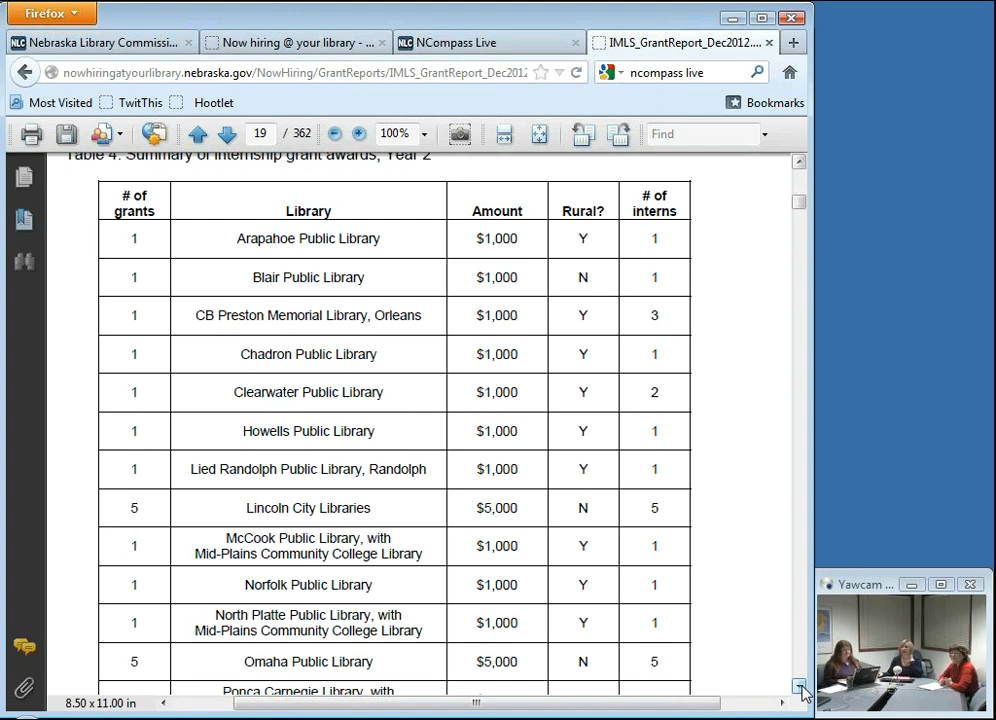 Firefox
Nebraska Library Commissi...
Now hiring @ your library - ...
NCompass Live
IMLS_GrantReport_Dec2012....
nowhiringatyourlibrary.nebraska.gov/NowHiring/GrantReports/IMLS_GrantReport_Dec2012
ncompass live
Most Visited
TwitThis
Hootlet
Bookmarks
19 / 362
100%
Find
Table 4. Summary of internship grant awards, Year 2
# of grants Library Amount Rural? # of interns
1 Arapahoe Public Library $1,000 Y 1
1 Blair Public Library $1,000 N 1
1 CB Preston Memorial Library, Orleans $1,000 Y 3
1 Chadron Public Library $1,000 Y 1
1 Clearwater Public Library $1,000 Y 2
1 Howells Public Library $1,000 Y 1
1 Lied Randolph Public Library, Randolph $1,000 Y 1
5 Lincoln City Libraries $5,000 N 5
McCook Public Library, with
1 Mid-Plains Community College Library $1,000 Y 1
1 Norfolk Public Library $1,000 Y 1
North Platte Public Library, with
1 Mid-Plains Community College Library $1,000 Y 1
5 Omaha Public Library $5,000 N 5
Ponca Carnegie Library, with
8.50 x 11.00 in
Yawcam ...